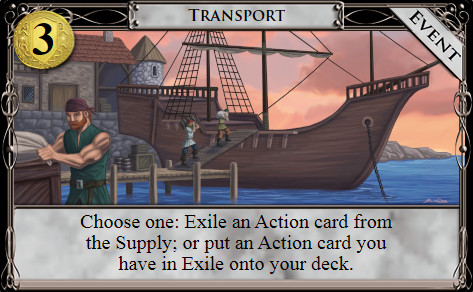 TRANSPORT
3
EVENT
Choose one: Exile an Action card from
the Supply; or put an Action card you
have in Exile onto your deck.